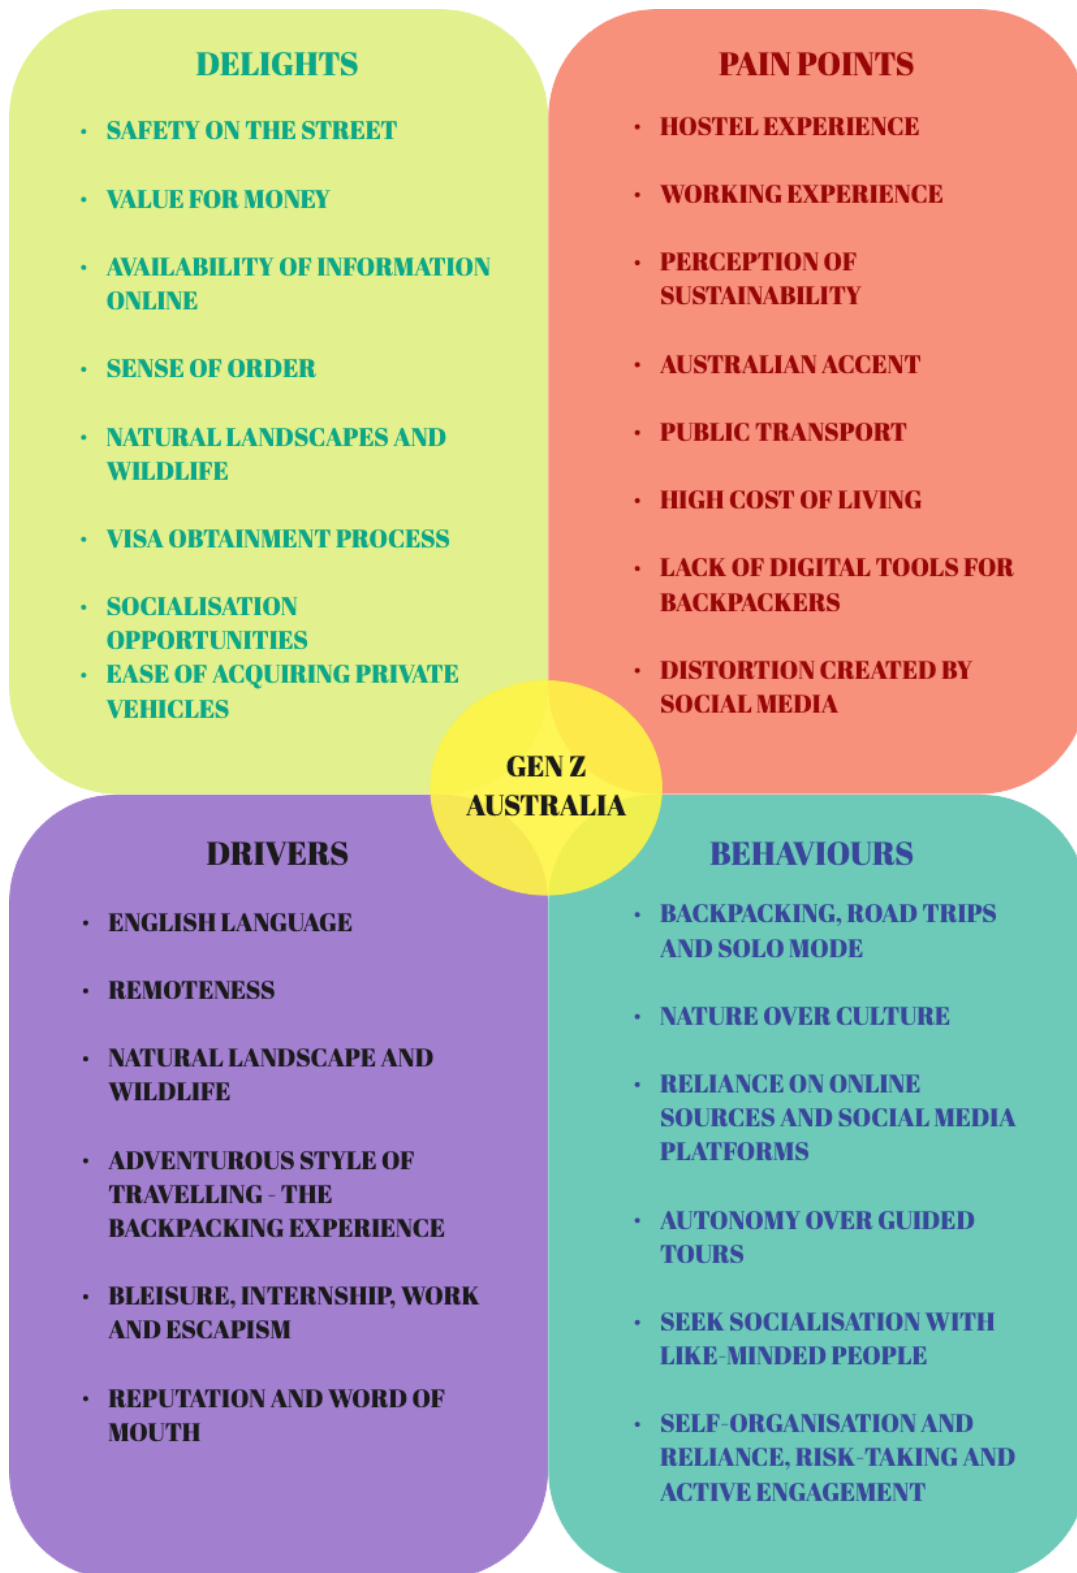 DELIGHTS
• SAFETY ON THE STREET
• VALUE FOR MONEY
• AVAILABILITY OF INFORMATION
ONLINE
• SENSE OF ORDER
• NATURAL LANDSCAPES AND
WILDLIFE
• VISA OBTAINMENT PROCESS
• SOCIALISATION
OPPORTUNITIES
• EASE OF ACQUIRING PRIVATE
VEHICLES
PAIN POINTS
• HOSTEL EXPERIENCE
• WORKING EXPERIENCE
• PERCEPTION OF
SUSTAINABILITY
• AUSTRALIAN ACCENT
• PUBLIC TRANSPORT
• HIGH COST OF LIVING
• LACK OF DIGITAL TOOLS FOR
BACKPACKERS
• DISTORTION CREATED BY
SOCIAL MEDIA
GEN Z
AUSTRALIA
DRIVERS
• ENGLISH LANGUAGE
• REMOTENESS
• NATURAL LANDSCAPE AND
WILDLIFE
• ADVENTUROUS STYLE OF
TRAVELLING - THE
BACKPACKING EXPERIENCE
• BLEISURE, INTERNSHIP, WORK
AND ESCAPISM
• REPUTATION AND WORD OF
MOUTH
BEHAVIOURS
• BACKPACKING, ROAD TRIPS
AND SOLO MODE
• NATURE OVER CULTURE
• RELIANCE ON ONLINE
SOURCES AND SOCIAL MEDIA
PLATFORMS
• AUTONOMY OVER GUIDED
TOURS
• SEEK SOCIALISATION WITH
LIKE-MINDED PEOPLE
• SELF-ORGANISATION AND
RELIANCE, RISK-TAKING AND
ACTIVE ENGAGEMENT